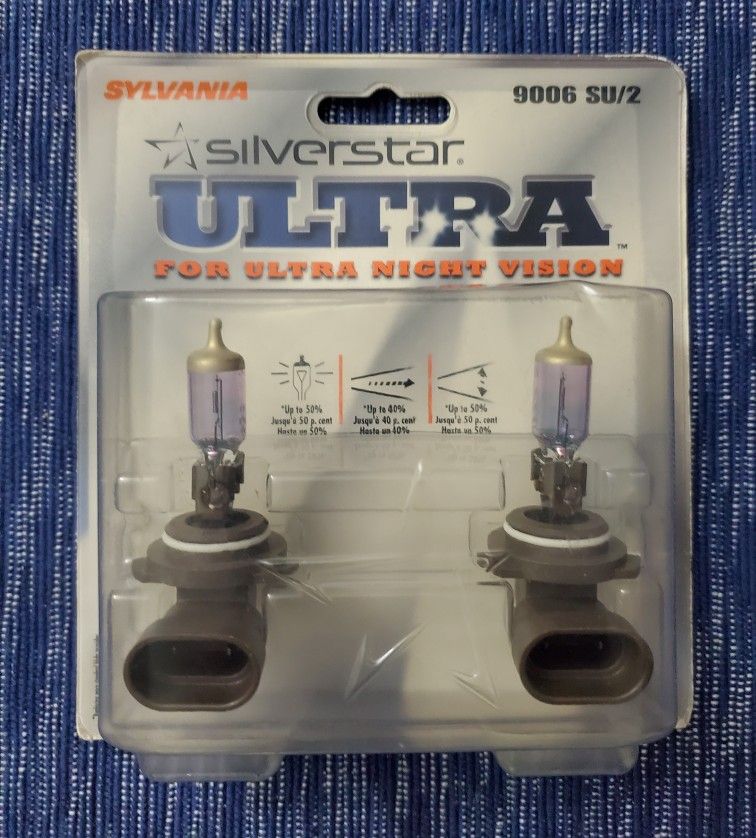 SYLVANIA
9006 SU/2
silverstar®
ULTRA™
FOR ULTRA NIGHT VISION
*Up to 50%
Jusqu'à 50 p. cent
Hasta un 50%
*Up to 40%
Jusqu'à 40 p. cent
Hasta un 40%
*Up to 50%
Jusqu'à 50 p. cent
Hasta un 50%